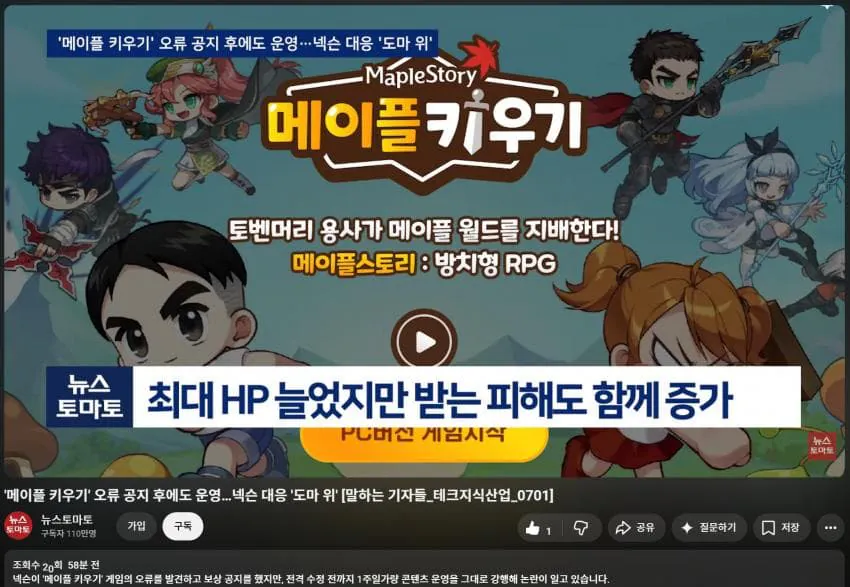 '메이플 키우기' 오류 공지 후에도 운영…넥슨 대응 '도마 위'
MapleStory
메이플 키우기
토벤머리 용사가 메이플 월드를 지배한다!
메이플스토리 : 방치형 RPG
뉴스
토마토
최대 HP 늘었지만 받는 피해도 함께 증가
PC버전 게임시작
뉴스
토마토
'메이플 키우기' 오류 공지 후에도 운영…넥슨 대응 '도마 위' [말하는 기자들_테크지식산업_0701]
뉴스
토마토
뉴스토마토
구독자 110만명
가입
구독
1
공유
질문하기
저장
조회수 20회 58분 전
넥슨이 '메이플 키우기' 게임의 오류를 발견하고 보상 공지를 했지만, 전격 수정 전까지 1주일가량 콘텐츠 운영을 그대로 강행해 논란이 일고 있습니다.